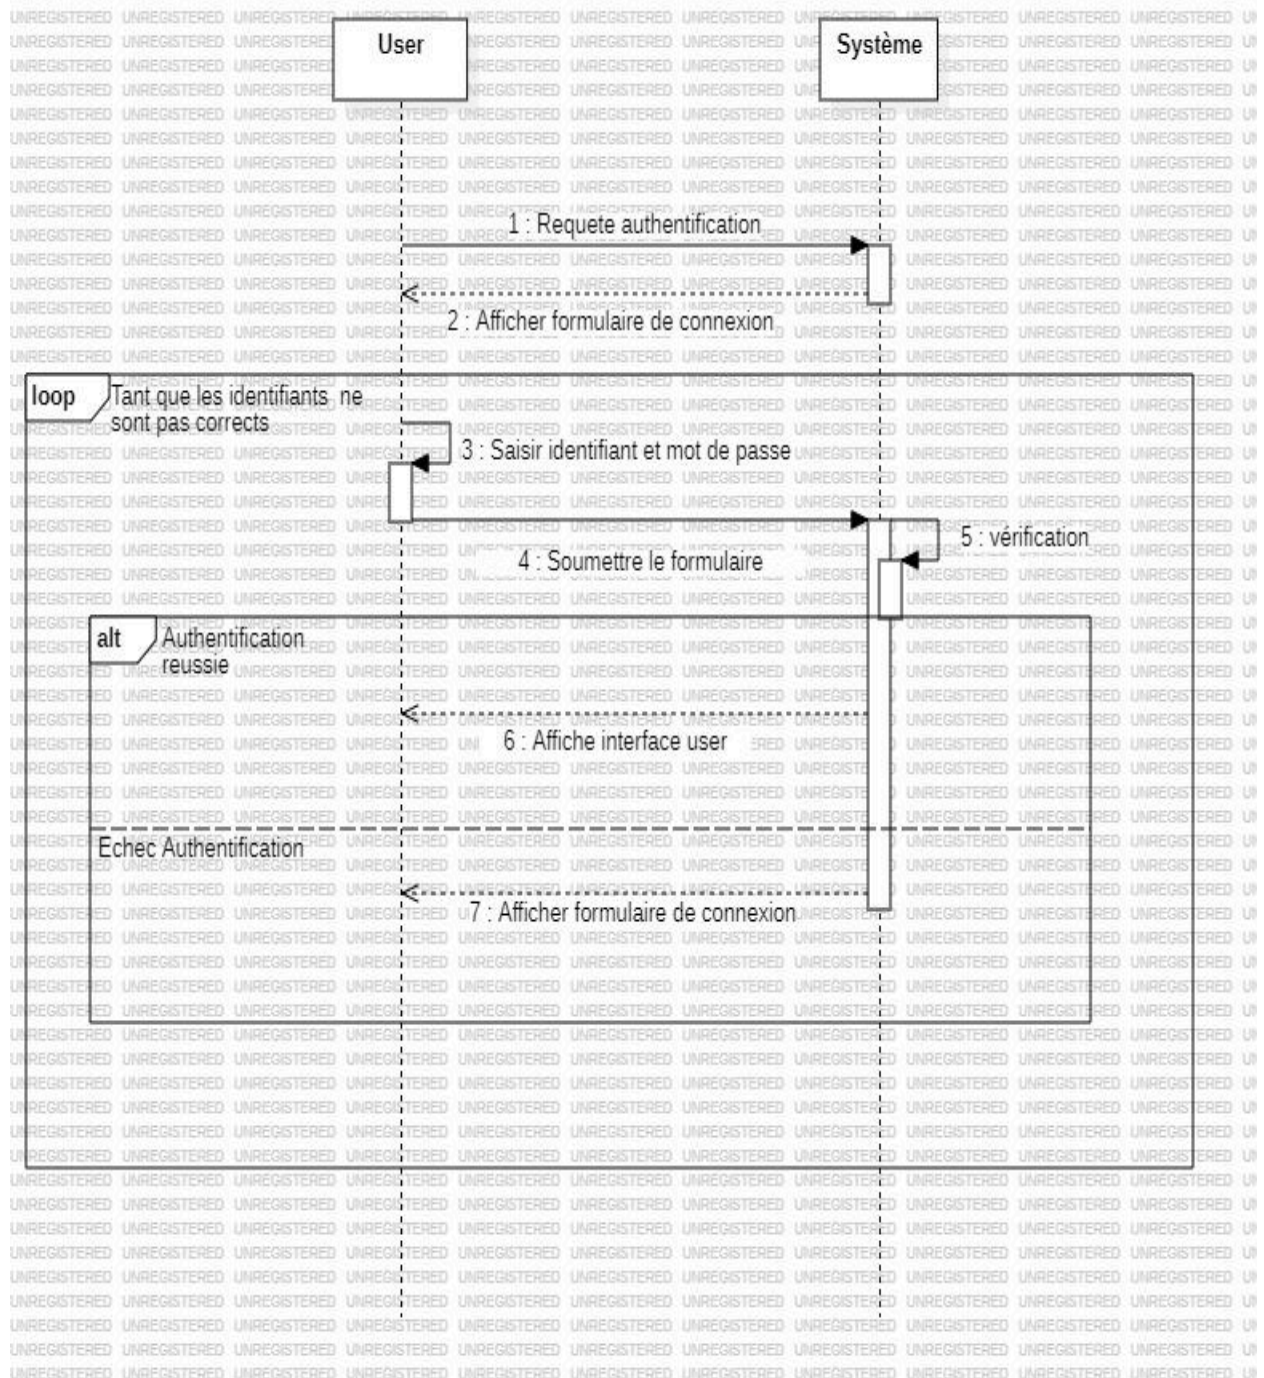 User
Système
1 : Requete authentification
2 : Afficher formulaire de connexion
loop
Tant que les identifiants ne
sont pas corrects
3 : Saisir identifiant et mot de passe
5 : vérification
4 : Soumettre le formulaire
alt
Authentification
reussie
6 : Affiche interface user
Echec Authentification
7 : Afficher formulaire de connexion
UNREGISTERED